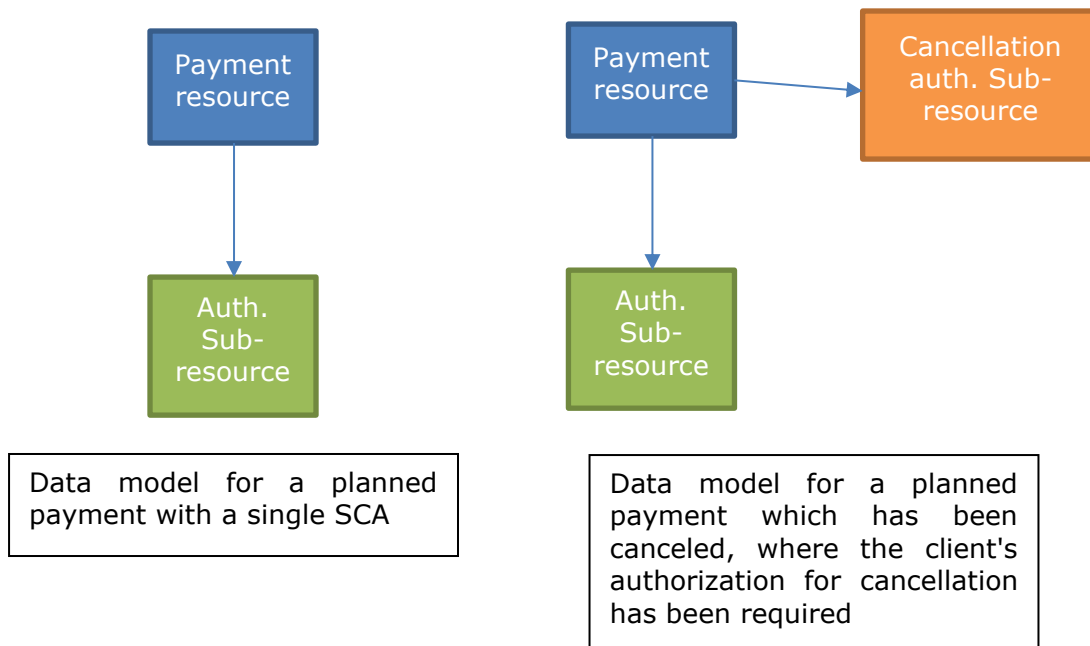 Payment
resource
Auth.
Sub-
resource
Data model for a planned
payment with a single SCA
Payment
resource
Cancellation
auth. Sub-
resource
Auth.
Sub-
resource
Data model for a planned
payment which has been
canceled, where the client's
authorization for cancellation
has been required